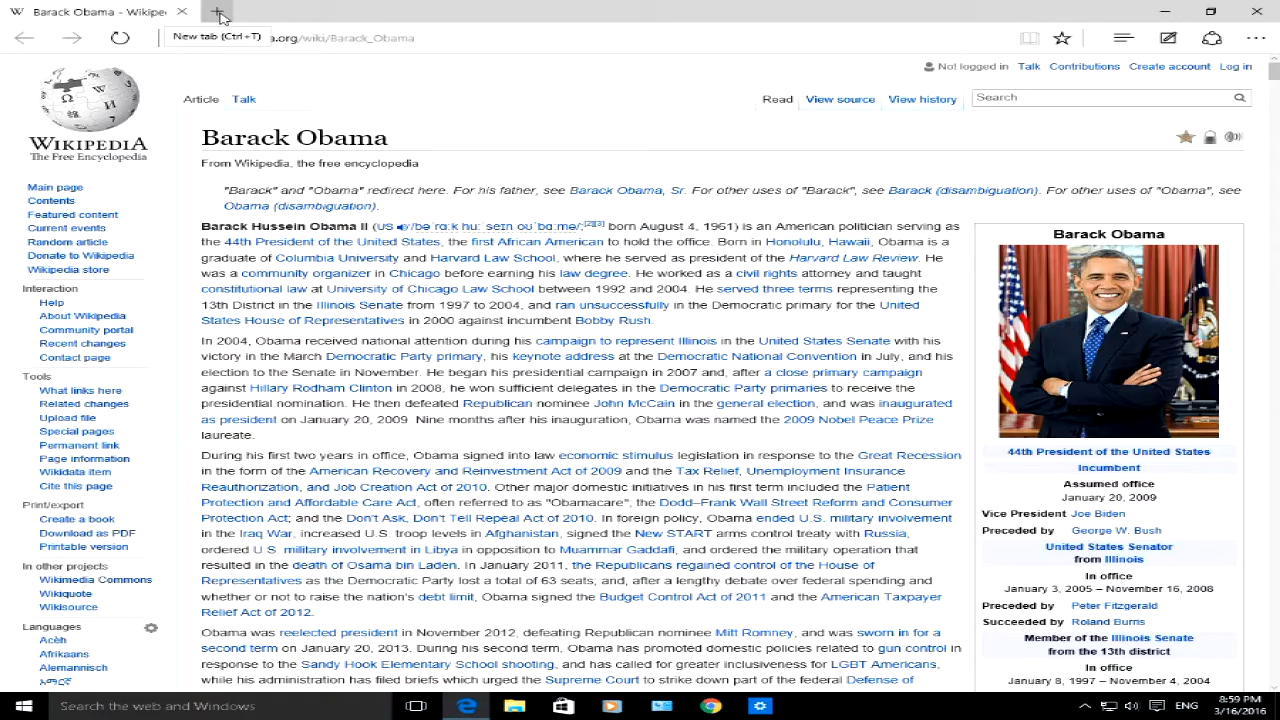 Barack Obama - Wikipe
New tab (Ctrl+T)
a.org/wiki/Barack_Obama
Not logged in Talk Contributions Create account Log in
Article Talk
Read View source View history Search
WIKIPEDIA
The Free Encyclopedia
Main page
Contents
Featured content
Current events
Random article
Donate to Wikipedia
Wikipedia store
Interaction
Help
About Wikipedia
Community portal
Recent changes
Contact page
Tools
What links here
Related changes
Upload file
Special pages
Permanent link
Page information
Wikidata item
Cite this page
Print/export
Create a book
Download as PDF
Printable version
In other projects
Wikimedia Commons
Wikiquote
Wikisource
Languages
Acèh
Afrikaans
Alemannisch
አማርኛ
Barack Obama
From Wikipedia, the free encyclopedia
"Barack" and "Obama" redirect here. For his father, see Barack Obama, Sr. For other uses of "Barack", see Barack (disambiguation). For other uses of "Obama", see
Obama (disambiguation).
Barack Hussein Obama II (US /bəˈrɑːk huːˈseɪn oʊˈbɑːmə/;[2][3] born August 4, 1961) is an American politician serving as
the 44th President of the United States, the first African American to hold the office. Born in Honolulu, Hawaii, Obama is a
graduate of Columbia University and Harvard Law School, where he served as president of the Harvard Law Review. He
was a community organizer in Chicago before earning his law degree. He worked as a civil rights attorney and taught
constitutional law at University of Chicago Law School between 1992 and 2004. He served three terms representing the
13th District in the Illinois Senate from 1997 to 2004, and ran unsuccessfully in the Democratic primary for the United
States House of Representatives in 2000 against incumbent Bobby Rush.
In 2004, Obama received national attention during his campaign to represent Illinois in the United States Senate with his
victory in the March Democratic Party primary, his keynote address at the Democratic National Convention in July, and his
election to the Senate in November. He began his presidential campaign in 2007 and, after a close primary campaign
against Hillary Rodham Clinton in 2008, he won sufficient delegates in the Democratic Party primaries to receive the
presidential nomination. He then defeated Republican nominee John McCain in the general election, and was inaugurated
as president on January 20, 2009 Nine months after his inauguration, Obama was named the 2009 Nobel Peace Prize
laureate.
During his first two years in office, Obama signed into law economic stimulus legislation in response to the Great Recession
in the form of the American Recovery and Reinvestment Act of 2009 and the Tax Relief, Unemployment Insurance
Reauthorization, and Job Creation Act of 2010. Other major domestic initiatives in his first term included the Patient
Protection and Affordable Care Act, often referred to as "Obamacare", the Dodd–Frank Wall Street Reform and Consumer
Protection Act; and the Don't Ask, Don't Tell Repeal Act of 2010. In foreign policy, Obama ended U.S. military involvement
in the Iraq War, increased U.S. troop levels in Afghanistan, signed the New START arms control treaty with Russia,
ordered U S military involvement in Libya in opposition to Muammar Gaddafi, and ordered the military operation that
resulted in the death of Osama bin Laden. In January 2011, the Republicans regained control of the House of
Representatives as the Democratic Party lost a total of 63 seats; and, after a lengthy debate over federal spending and
whether or not to raise the nation's debt limit, Obama signed the Budget Control Act of 2011 and the American Taxpayer
Relief Act of 2012.
Obama was reelected president in November 2012, defeating Republican nominee Mitt Romney, and was sworn in for a
second term on January 20, 2013. During his second term, Obama has promoted domestic policies related to gun control in
response to the Sandy Hook Elementary School shooting, and has called for greater inclusiveness for LGBT Americans,
while his administration has filed briefs which urged the Supreme Court to strike down part of the federal Defense of
Barack Obama
44th President of the United States
Incumbent
Assumed office
January 20, 2009
Vice President Joe Biden
Preceded by George W. Bush
United States Senator
from Illinois
In office
January 3, 2005 – November 16, 2008
Preceded by Peter Fitzgerald
Succeeded by Roland Burris
Member of the Illinois Senate
from the 13th district
In office
January 8, 1997 – November 4, 2004
Search the web and Windows
ENG
8:59 PM
3/16/2016